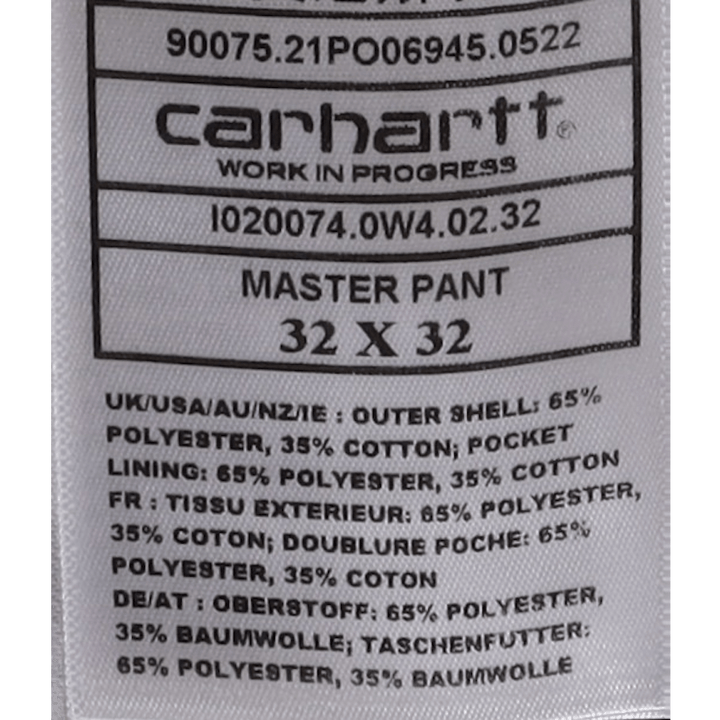 90075.21PO06945.0522
carhartt®
WORK IN PROGRESS
I020074.0W4.02.32
MASTER PANT
32 X 32
UK/USA/AU/NZ/IE : OUTER SHELL: 65%
POLYESTER, 35% COTTON; POCKET
LINING: 65% POLYESTER, 35% COTTON
FR : TISSU EXTERIEUR: 65% POLYESTER,
35% COTON; DOUBLURE POCHE: 65%
POLYESTER, 35% COTON
DE/AT : OBERSTOFF: 65% POLYESTER,
35% BAUMWOLLE; TASCHENFUTTER:
65% POLYESTER, 35% BAUMWOLLE